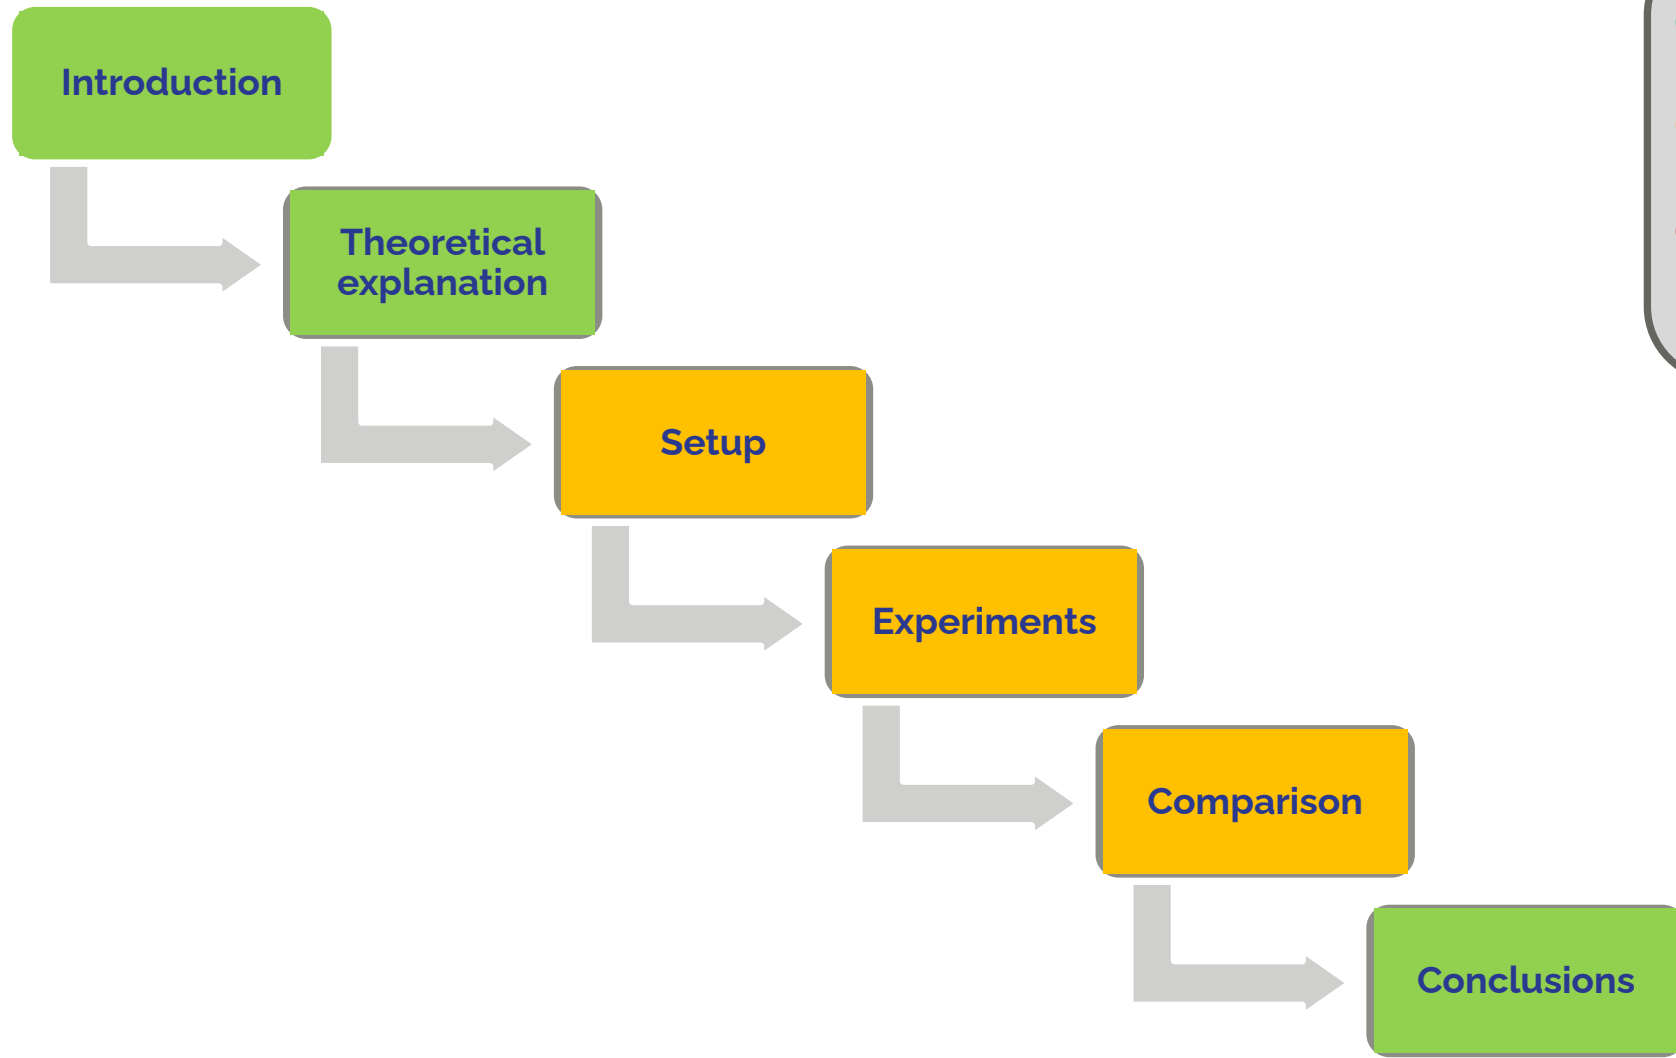 Introduction
Theoretical
explanation
Setup
Experiments
Comparison
Conclusions